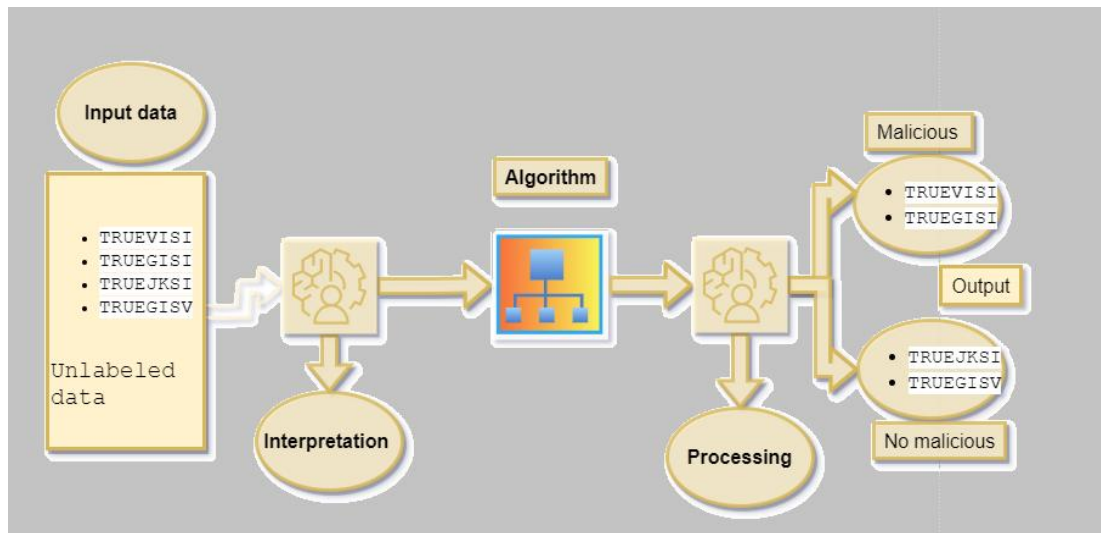 Input data
TRUEVISI
TRUEGISI
TRUEJKSI
TRUEGISV
Unlabeled
data
Interpretation
Algorithm
Processing
Malicious
TRUEVISI
TRUEGISI
Output
TRUEJKSI
TRUEGISV
No malicious